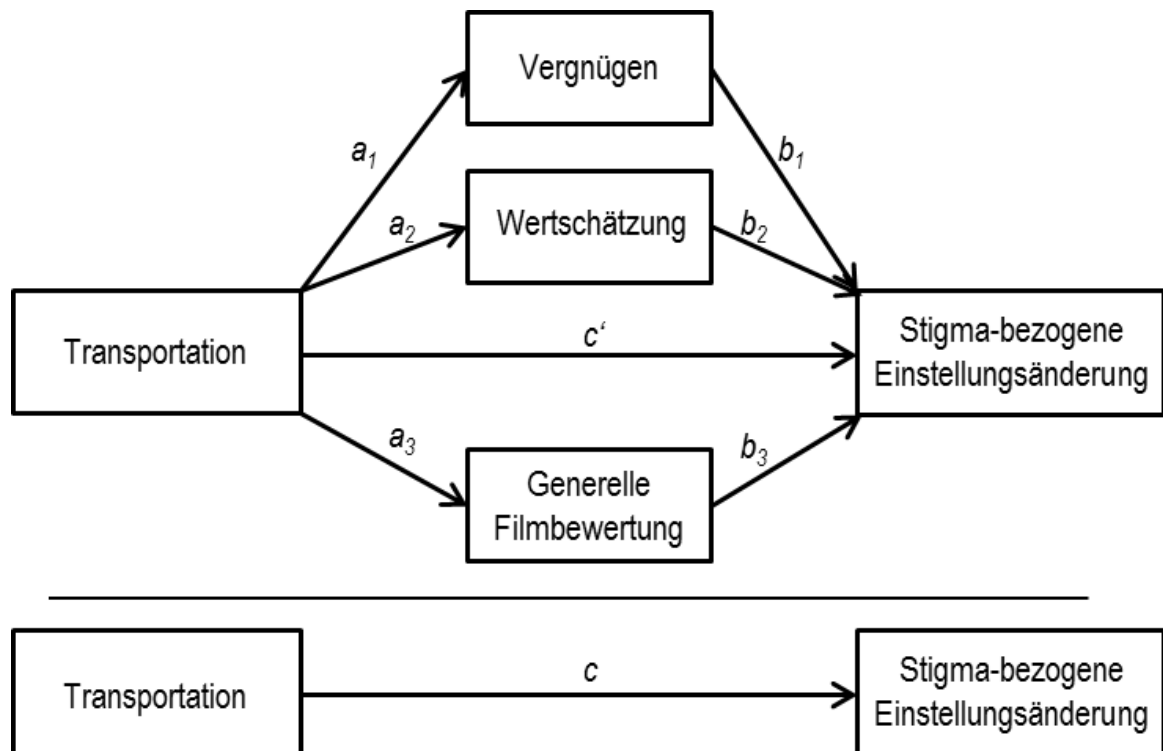 Vergnügen
a1
b1
Wertschätzung
a2
b2
Transportation
c‘
Stigma-bezogene
Einstellungsänderung
a3
b3
Generelle
Filmbewertung
Transportation
c
Stigma-bezogene
Einstellungsänderung